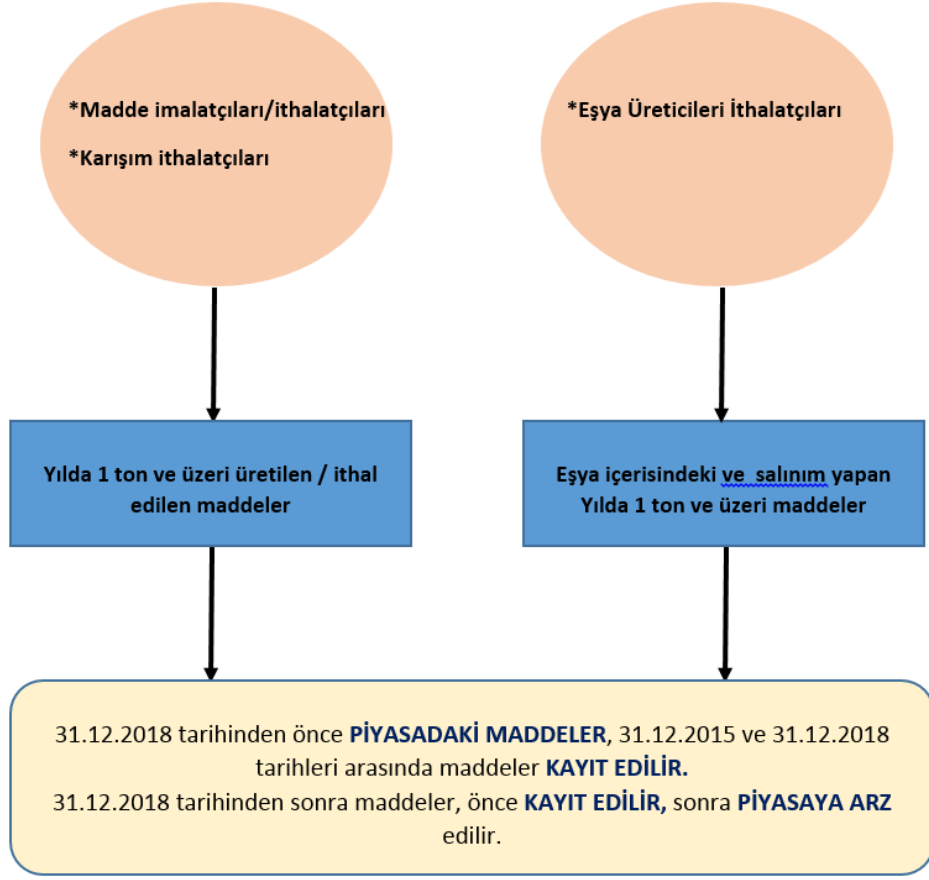 *Madde imalatçıları/ithalatçıları
*Karışım ithalatçıları
*Eşya Üreticileri İthalatçıları
Yılda 1 ton ve üzeri üretilen / ithal
edilen maddeler
Eşya içerisindeki ve salınım yapan
Yılda 1 ton ve üzeri maddeler
31.12.2018 tarihinden önce PİYASADAKİ MADDELER, 31.12.2015 ve 31.12.2018
tarihleri arasında maddeler KAYIT EDİLİR.
31.12.2018 tarihinden sonra maddeler, önce KAYIT EDİLİR, sonra PİYASAYA ARZ
edilir.